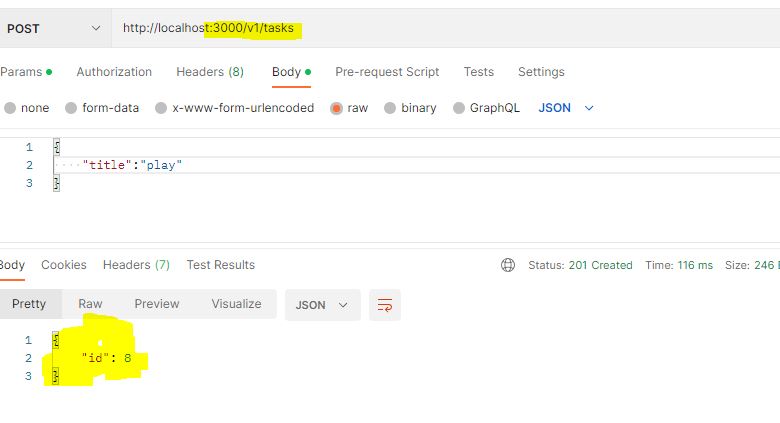 POST http://localhost:3000/v1/tasks
Params Authorization Headers (8) Body Pre-request Script Tests Settings
none form-data x-www-form-urlencoded raw binary GraphQL JSON
1 {
2 "title":"play"
3 }
Body Cookies Headers (7) Test Results Status: 201 Created Time: 116 ms Size: 246 B
Pretty Raw Preview Visualize JSON
1 {
2 "id": 8
3 }